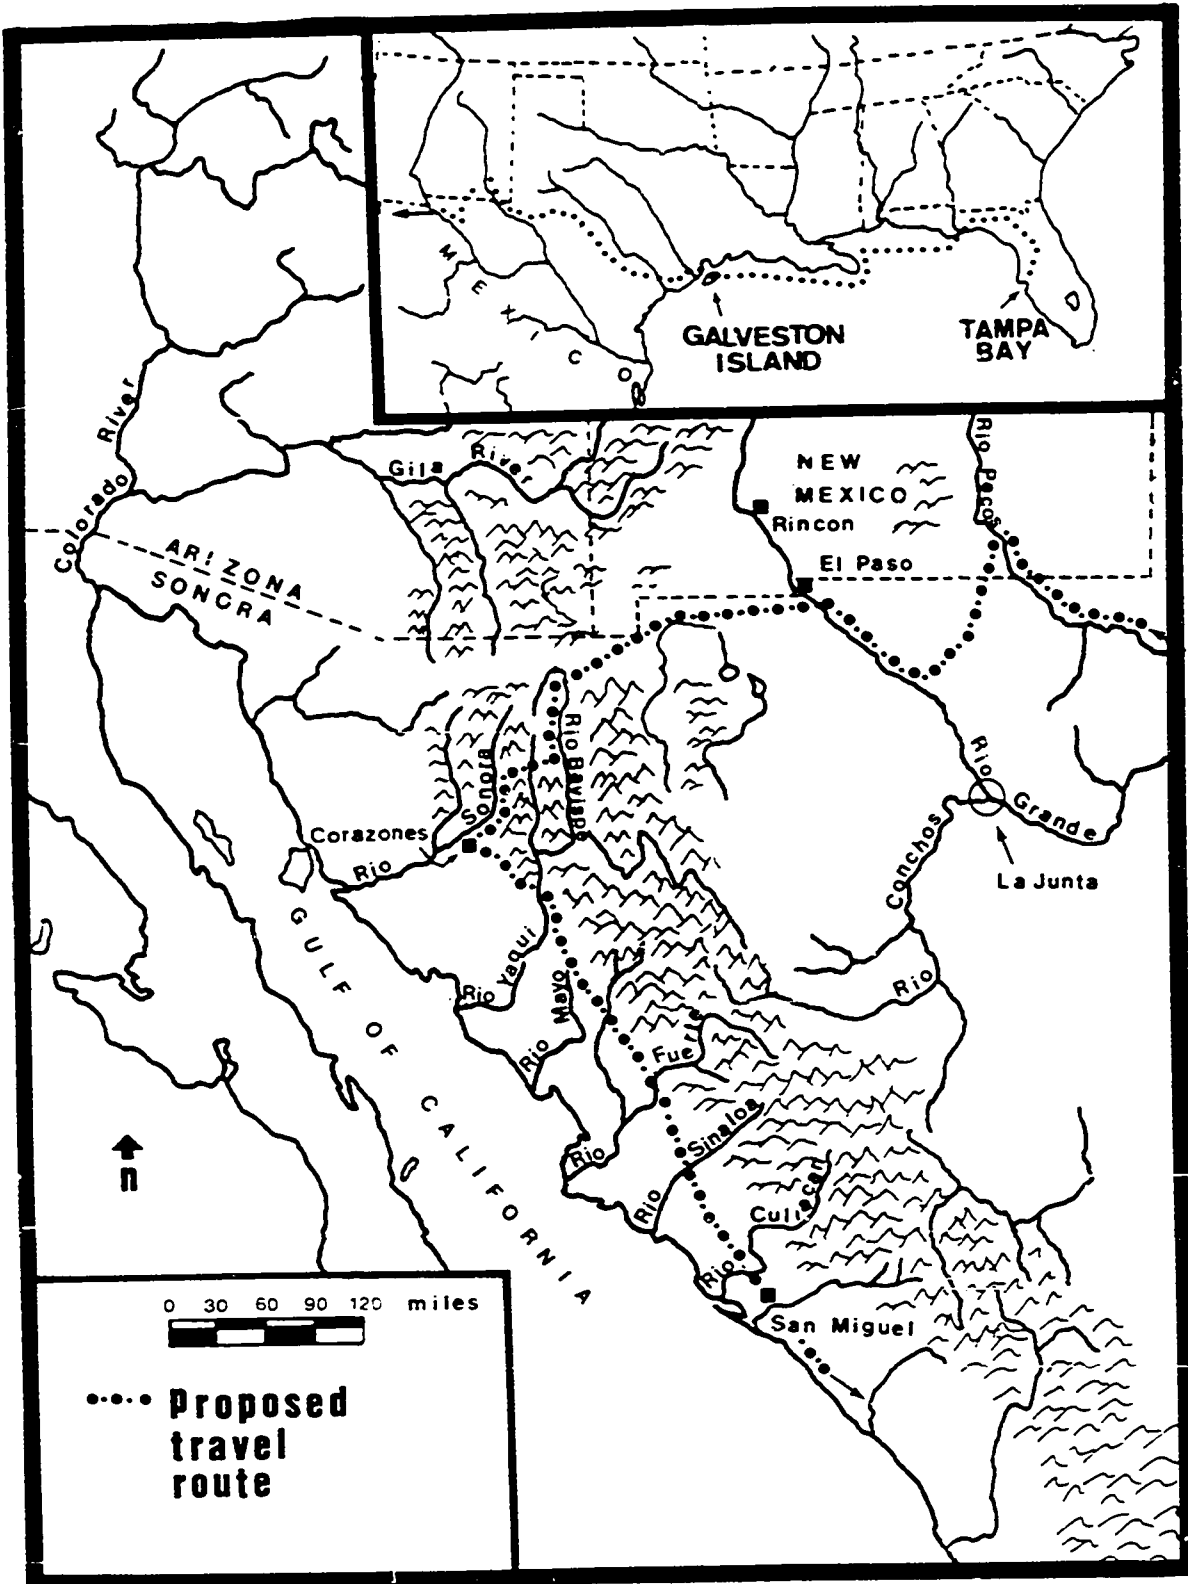 MEXICO
GALVESTON
ISLAND
TAMPA
BAY
Colorado River
Gila River
NEW
MEXICO
Rio Pecos
Rincon
El Paso
ARIZONA
SONORA
Rio Bavispe
Rio Sonora
Corazones
Rio Grande
La Junta
Rio Conchos
GULF OF CALIFORNIA
Rio Yaqui
Rio Mayo
Rio Fuerte
Rio Sinaloa
Rio Culiacan
San Miguel
n
0 30 60 90 120 miles
Proposed
travel
route